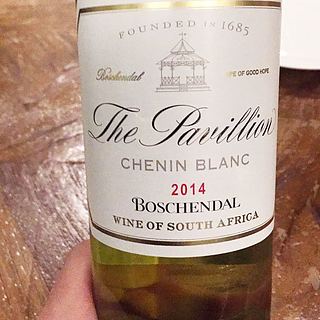 FOUNDED IN 1685
Boschendal PE OF GOOD HOPE
The Pavillion
CHENIN BLANC
2014
BOSCHENDAL
WINE OF SOUTH AFRICA